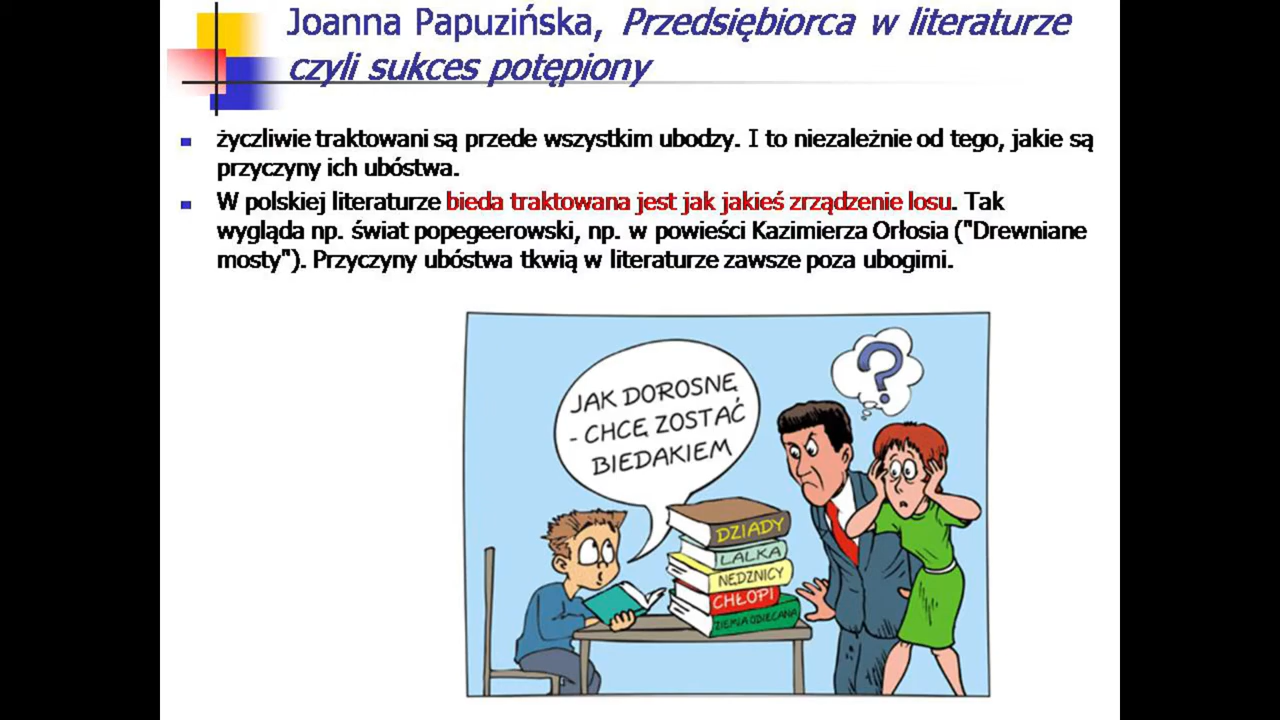 Joanna Papuzińska, Przedsiębiorca w literaturze
czyli sukces potępiony
życzliwie traktowani są przede wszystkim ubodzy. I to niezależnie od tego, jakie są
przyczyny ich ubóstwa.
W polskiej literaturze bieda traktowana jest jak jakieś zrządzenie losu. Tak
wygląda np. świat popegeerowski, np. w powieści Kazimierza Orłosia ("Drewniane
mosty"). Przyczyny ubóstwa tkwią w literaturze zawsze poza ubogimi.
JAK DOROSNĘ
- CHCĘ ZOSTAĆ
BIEDAKIEM
?
DZIADY
LALKA
NĘDZNICY
CHŁOPI
ZIEMIA OBIECANA